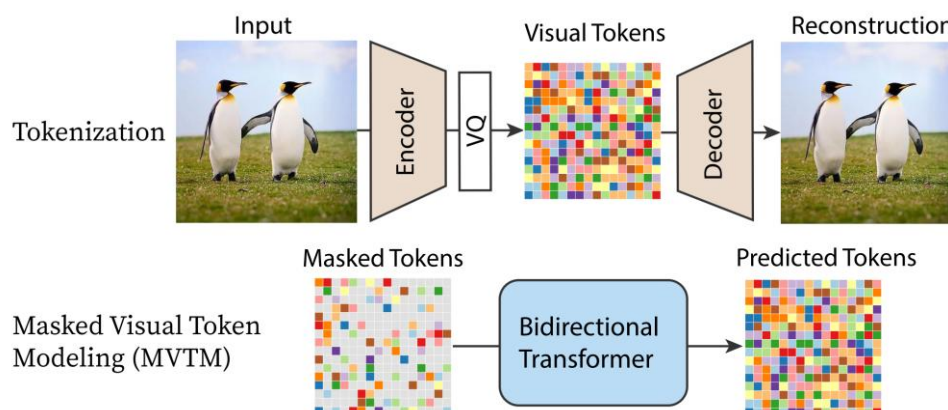 Input
Visual Tokens
Reconstruction
Tokenization
Encoder
VQ
Decoder
Masked Tokens
Predicted Tokens
Masked Visual Token
Modeling (MVTM)
Bidirectional
Transformer